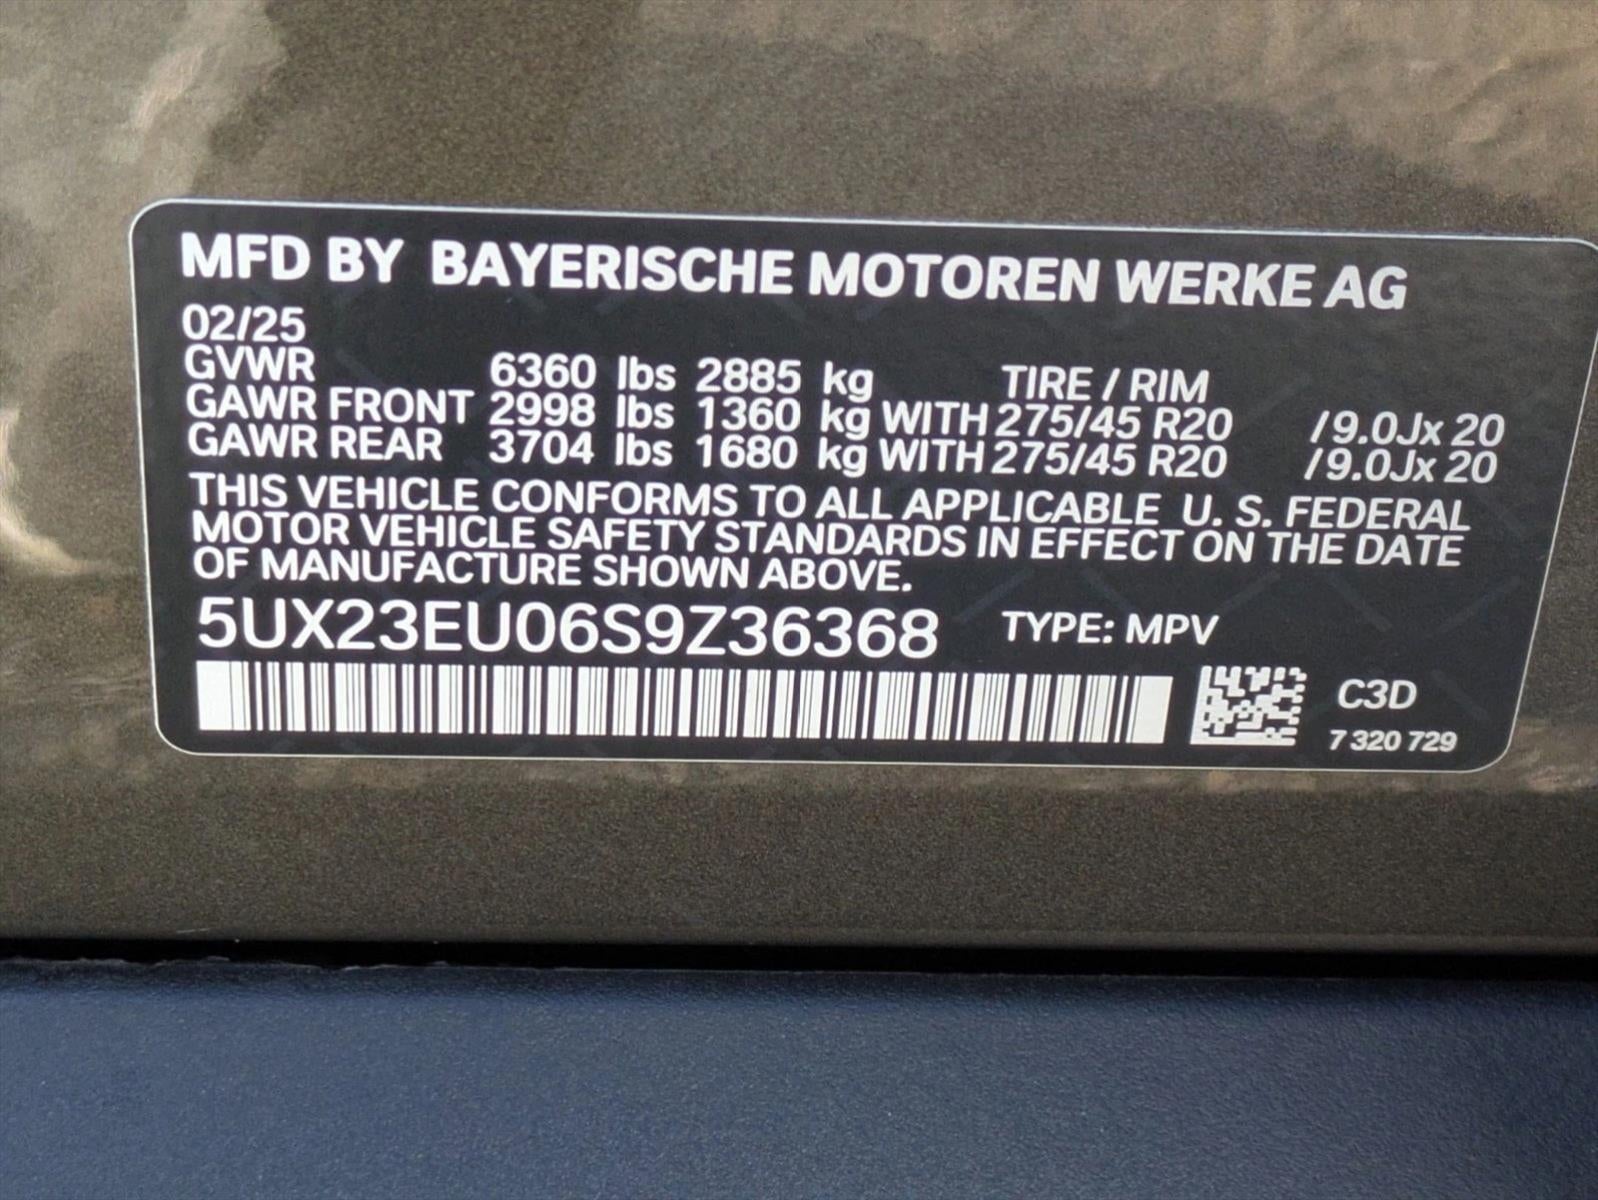 MFD BY BAYERISCHE MOTOREN WERKE AG
02/25
GVWR 6360 lbs 2885 kg TIRE / RIM
GAWR FRONT 2998 lbs 1360 kg WITH 275/45 R20 /9.0Jx 20
GAWR REAR 3704 lbs 1680 kg WITH 275/45 R20 /9.0Jx 20
THIS VEHICLE CONFORMS TO ALL APPLICABLE U. S. FEDERAL
MOTOR VEHICLE SAFETY STANDARDS IN EFFECT ON THE DATE
OF MANUFACTURE SHOWN ABOVE.
5UX23EU06S9Z36368 TYPE: MPV
C3D
7 320 729